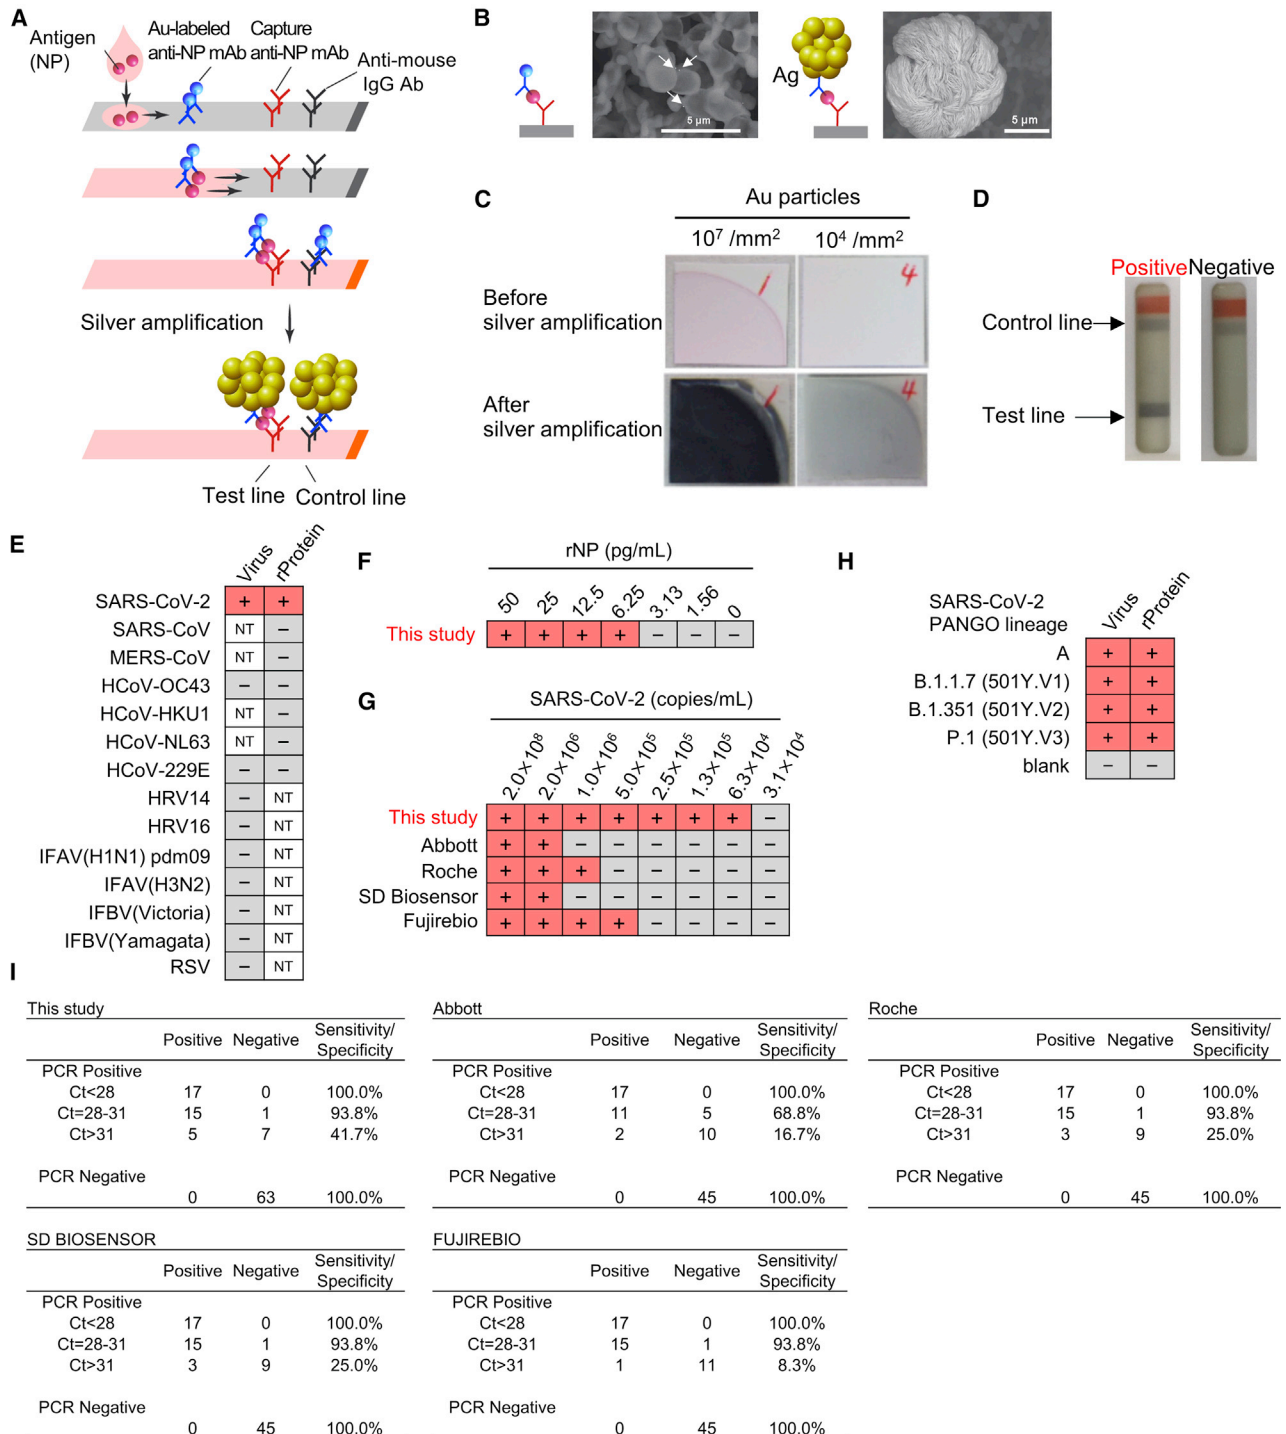 A
Antigen
(NP)
Au-labeled
anti-NP mAb
Capture
anti-NP mAb
Anti-mouse
IgG Ab
Silver amplification
Test line
Control line
B
5 μm
Ag
5 μm
C
Au particles
10⁷ /mm² 10⁴ /mm²
Before
silver amplification
1
4
After
silver amplification
1
4
D
Positive Negative
Control line
Test line
E
Virus rProtein
SARS-CoV-2 + +
SARS-CoV NT −
MERS-CoV NT −
HCoV-OC43 − −
HCoV-HKU1 NT −
HCoV-NL63 NT −
HCoV-229E − −
HRV14 − NT
HRV16 − NT
IFAV(H1N1) pdm09 − NT
IFAV(H3N2) − NT
IFBV(Victoria) − NT
IFBV(Yamagata) − NT
RSV − NT
F
rNP (pg/mL)
50 25 12.5 6.25 3.13 1.56 0
This study + + + + − − −
G
SARS-CoV-2 (copies/mL)
2.0×10⁸ 2.0×10⁶ 1.0×10⁶ 5.0×10⁵ 2.5×10⁵ 1.3×10⁵ 6.3×10⁴ 3.1×10⁴
This study + + + + + + + −
Abbott + + − − − − − −
Roche + + + − − − − −
SD Biosensor + + − − − − − −
Fujirebio + + + + − − − −
H
SARS-CoV-2
PANGO lineage
Virus rProtein
A + +
B.1.1.7 (501Y.V1) + +
B.1.351 (501Y.V2) + +
P.1 (501Y.V3) + +
blank − −
I
This study
Positive Negative Sensitivity/
Specificity
PCR Positive
Ct<28 17 0 100.0%
Ct=28-31 15 1 93.8%
Ct>31 5 7 41.7%
PCR Negative
0 63 100.0%
Abbott
Positive Negative Sensitivity/
Specificity
PCR Positive
Ct<28 17 0 100.0%
Ct=28-31 11 5 68.8%
Ct>31 2 10 16.7%
PCR Negative
0 45 100.0%
Roche
Positive Negative Sensitivity/
Specificity
PCR Positive
Ct<28 17 0 100.0%
Ct=28-31 15 1 93.8%
Ct>31 3 9 25.0%
PCR Negative
0 45 100.0%
SD BIOSENSOR
Positive Negative Sensitivity/
Specificity
PCR Positive
Ct<28 17 0 100.0%
Ct=28-31 15 1 93.8%
Ct>31 3 9 25.0%
PCR Negative
0 45 100.0%
FUJIREBIO
Positive Negative Sensitivity/
Specificity
PCR Positive
Ct<28 17 0 100.0%
Ct=28-31 15 1 93.8%
Ct>31 1 11 8.3%
PCR Negative
0 45 100.0%